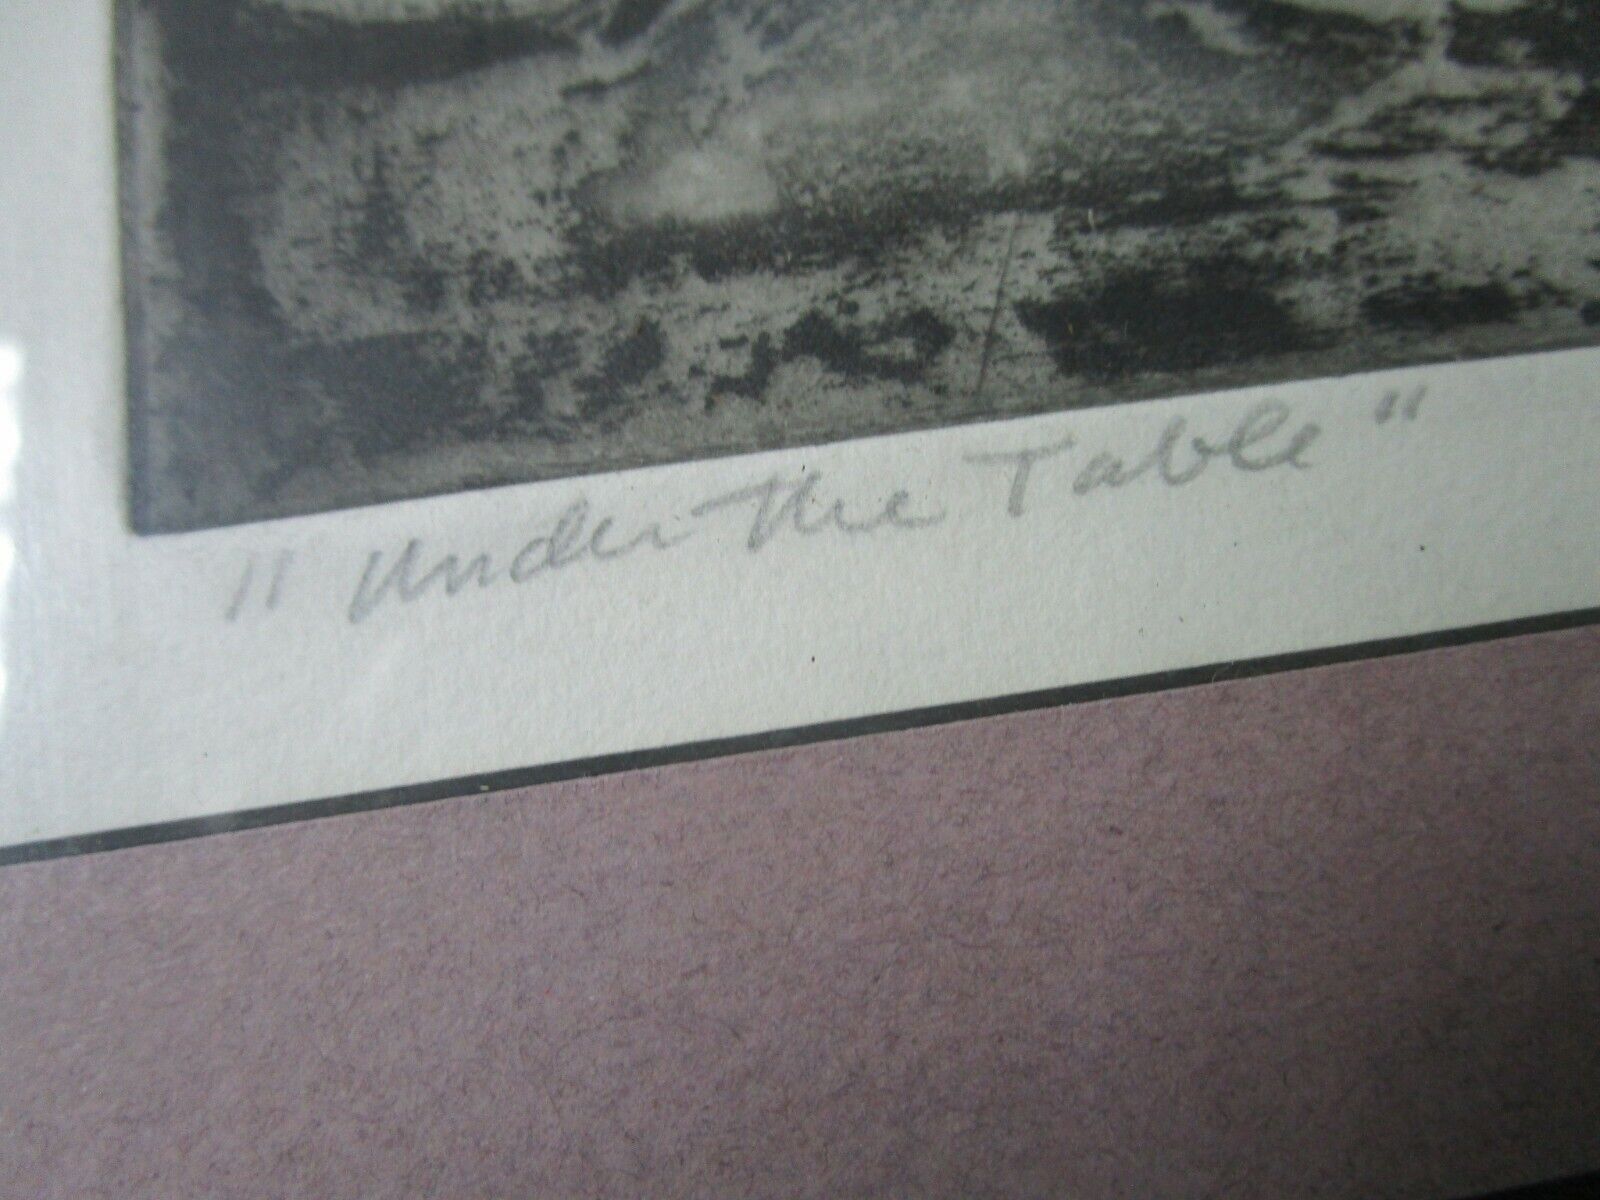 "Under the Table"